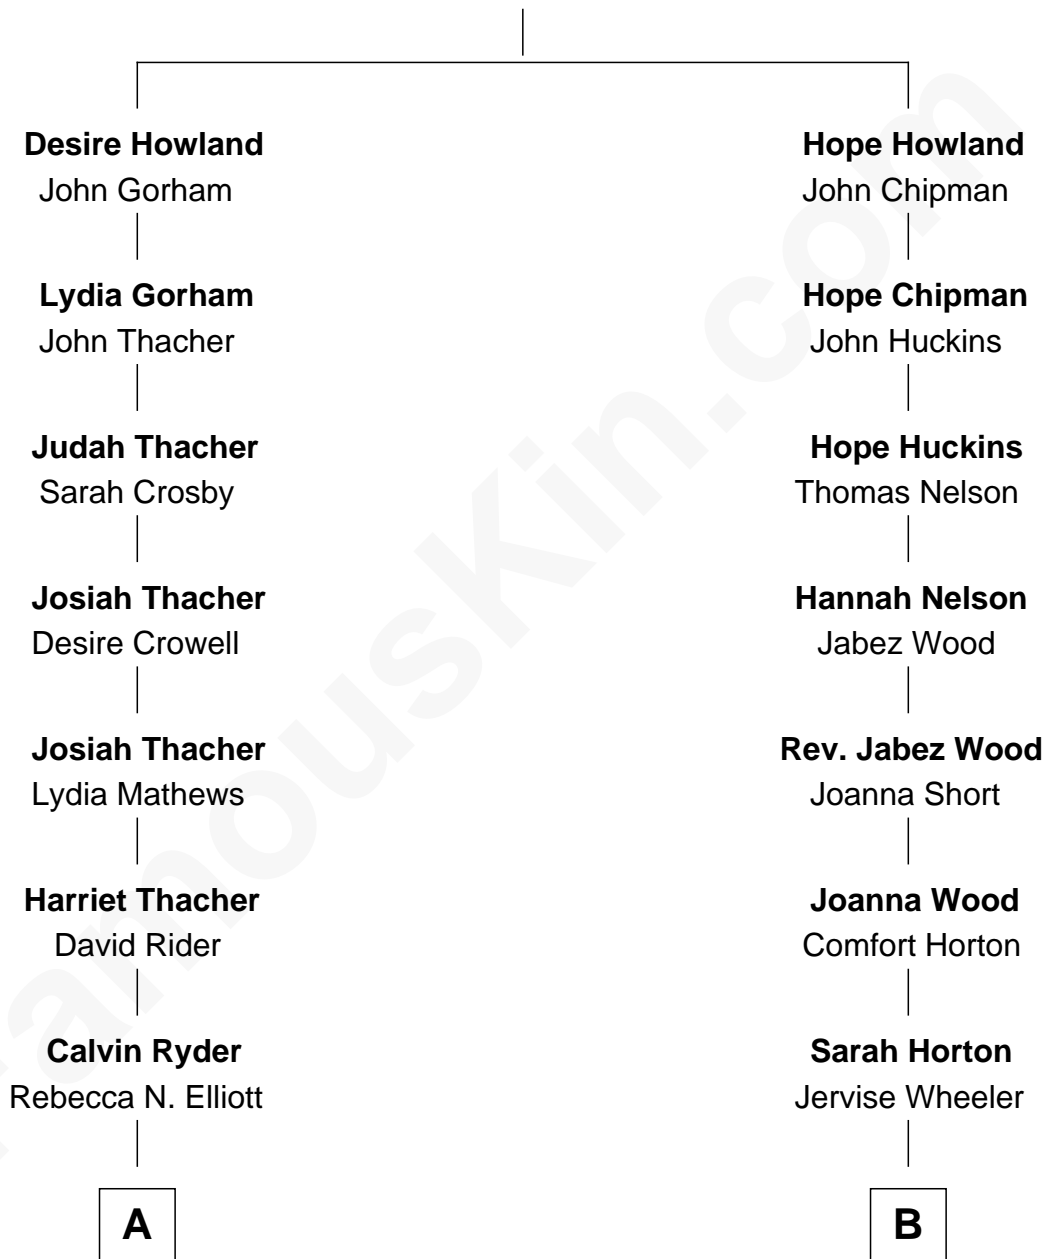 Desire Howland
John Gorham
Hope Howland
John Chipman
Lydia Gorham
John Thacher
Hope Chipman
John Huckins
Judah Thacher
Sarah Crosby
Hope Huckins
Thomas Nelson
Josiah Thacher
Desire Crowell
Hannah Nelson
Jabez Wood
Josiah Thacher
Lydia Mathews
Rev. Jabez Wood
Joanna Short
Harriet Thacher
David Rider
Joanna Wood
Comfort Horton
Calvin Ryder
Rebecca N. Elliott
Sarah Horton
Jervise Wheeler
A
B
FamousKin.com